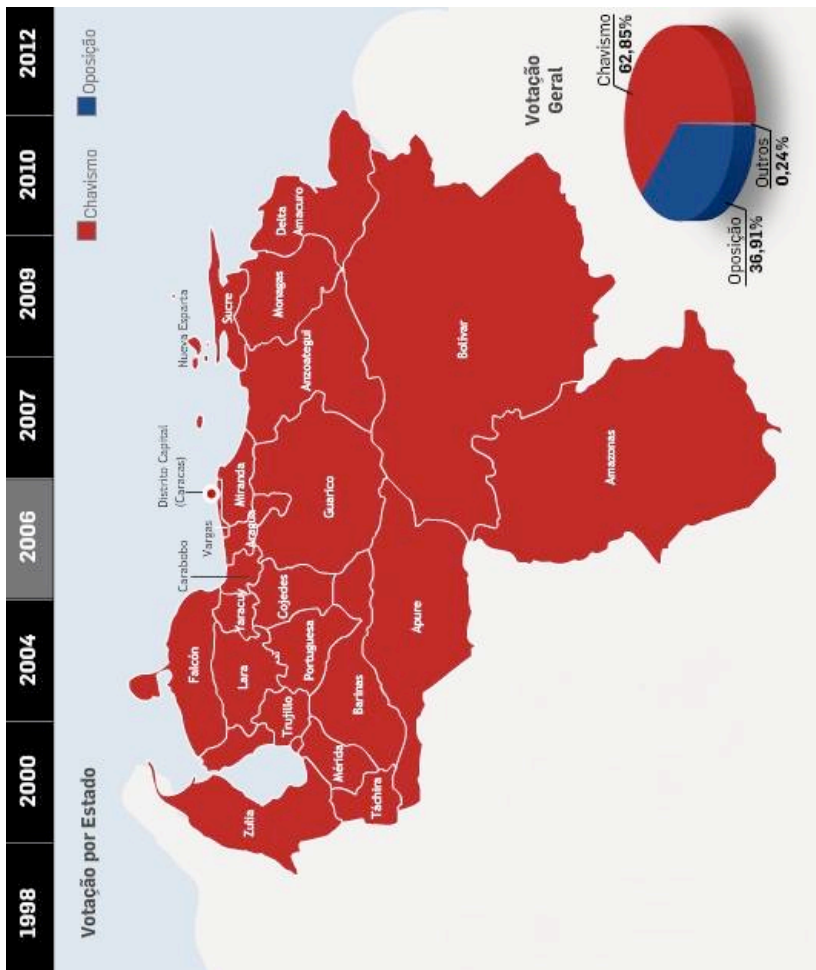 1998
2000
2004
2006
2007
2009
2010
2012
Votação por Estado
Chavismo
Oposição
Zulia
Falcón
Lara
Trujillo
Mérida
Táchira
Barinas
Portuguesa
Yaracuy
Cojedes
Carabobo
Vargas
Distrito Capital
(Caracas)
Aragua
Miranda
Guarico
Apure
Nueva Esparta
Sucre
Anzoategui
Monagas
Delta
Amacuro
Bolívar
Amazonas
Votação
Geral
Chavismo
62,85%
Oposição
36,91%
Outros
0,24%